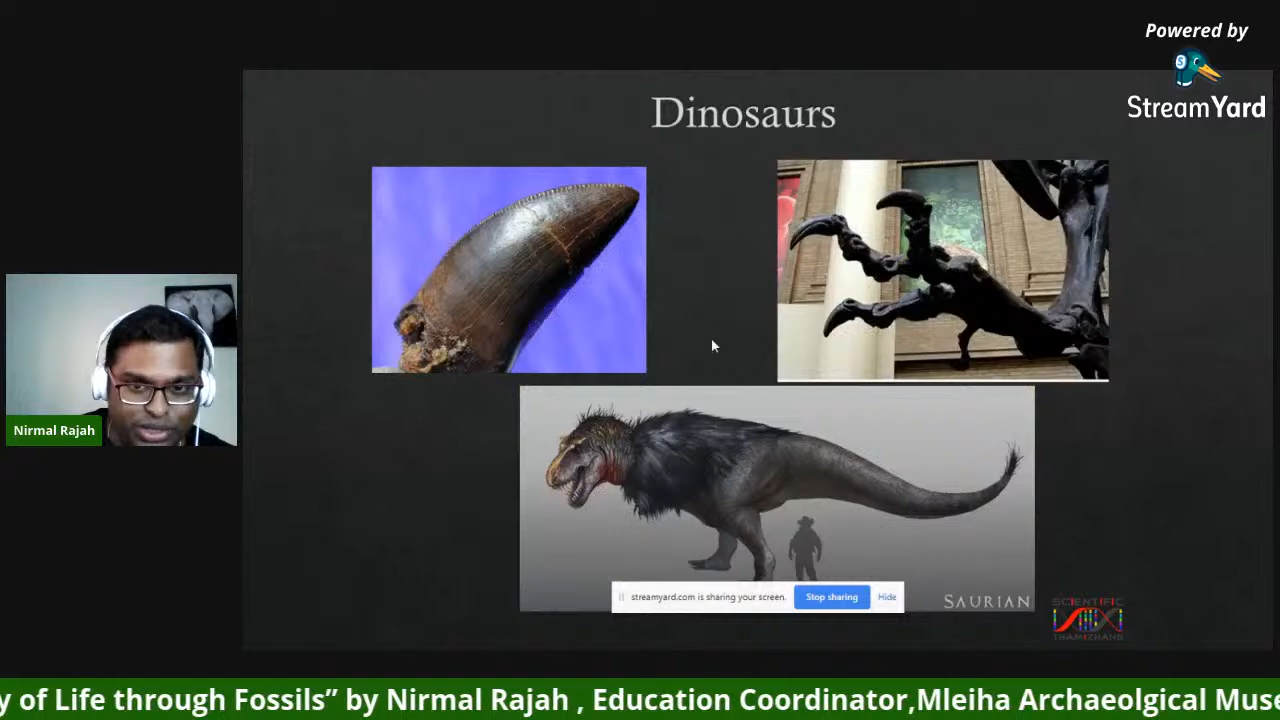 Powered by
StreamYard
Dinosaurs
Nirmal Rajah
streamyard.com is sharing your screen.
Stop sharing
Hide
SAURIAN
SCIENTIFIC
THAMIZHANS
y of Life through Fossils” by Nirmal Rajah , Education Coordinator,Mleiha Archaeolgical Muse